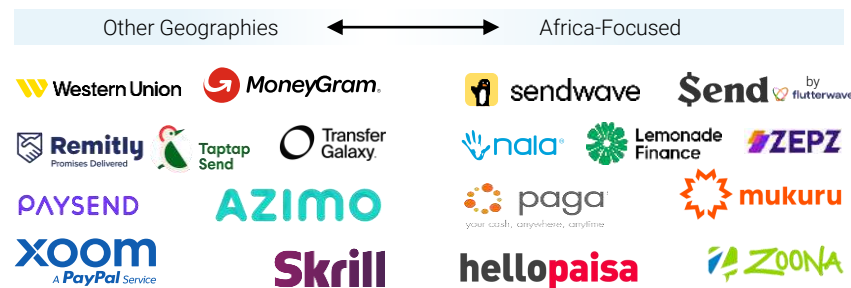 Other Geographies
Africa-Focused
Western Union
MoneyGram®
sendwave
$end by flutterwave
Remitly
Promises Delivered
Taptap
Send
Transfer
Galaxy
nala®
Lemonade
Finance
ZEPZ
PAYSEND
AZIMO
paga
your cash, anywhere, anytime
mukuru
xoom
A PayPal Service
Skrill
hellopaisa
ZOONA